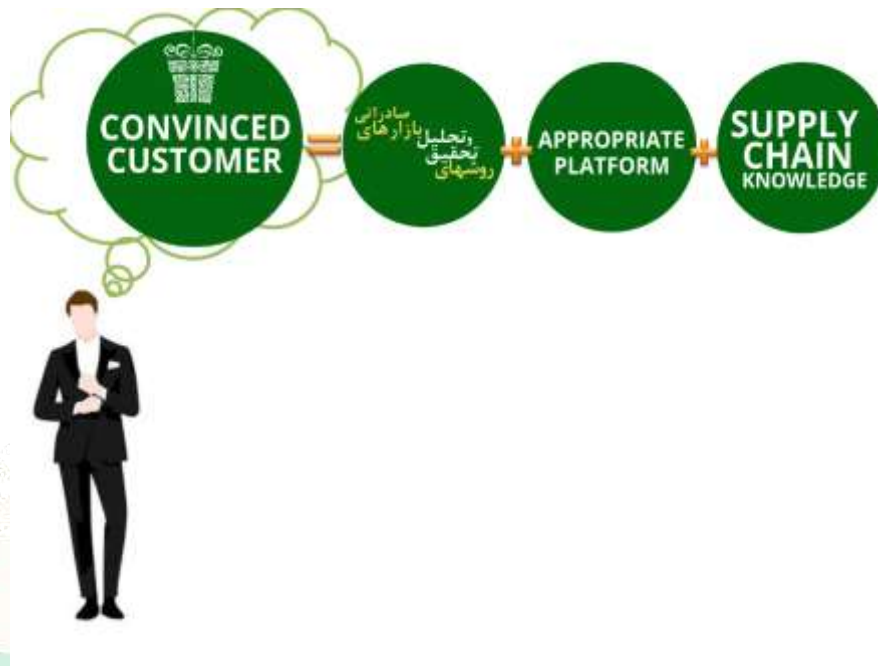 CONVINCED
CUSTOMER
=
صادراتی
بازارهای
وتحلیل
تحقیق
روشهای
+
APPROPRIATE
PLATFORM
+
SUPPLY
CHAIN
KNOWLEDGE